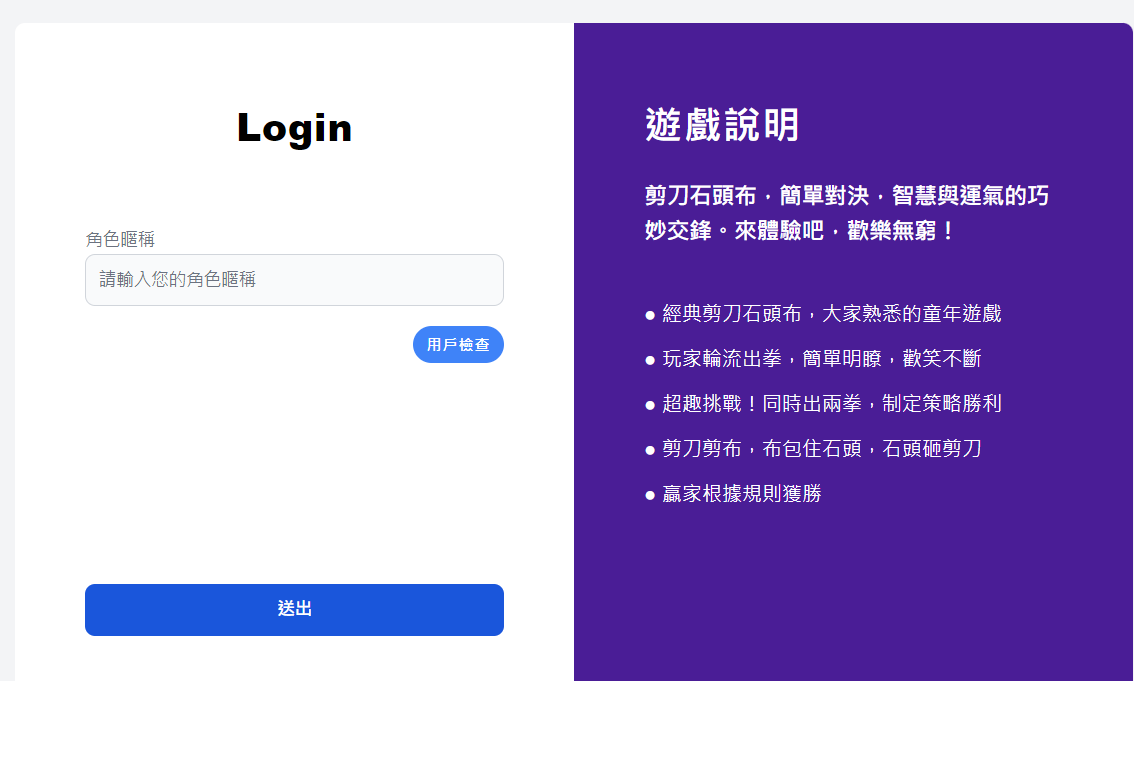 Login
角色暱稱
請輸入您的角色暱稱
用戶檢查
送出
遊戲說明
剪刀石頭布，簡單對決，智慧與運氣的巧
妙交鋒。來體驗吧，歡樂無窮！
● 經典剪刀石頭布，大家熟悉的童年遊戲
● 玩家輪流出拳，簡單明瞭，歡笑不斷
● 超趣挑戰！同時出兩拳，制定策略勝利
● 剪刀剪布，布包住石頭，石頭砸剪刀
● 贏家根據規則獲勝